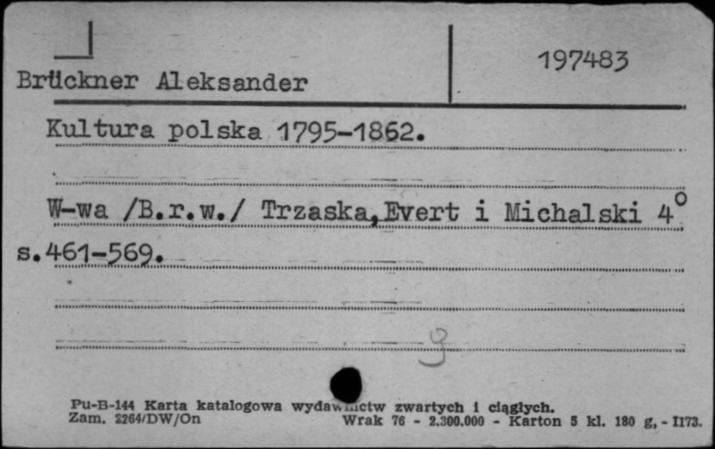 197483
Brückner Aleksander
Kultura polska 1795-1862.
W-wa /B.r.w./ Trzaska,Evert i Michalski 4°
s.461-569.
g
Pu-B-144 Karta katalogowa wydawnictw zwartych i ciągłych.
Zam. 2264/DW/On Wrak 76 - 2.300.000 - Karton 5 kl. 180 g, - II73.